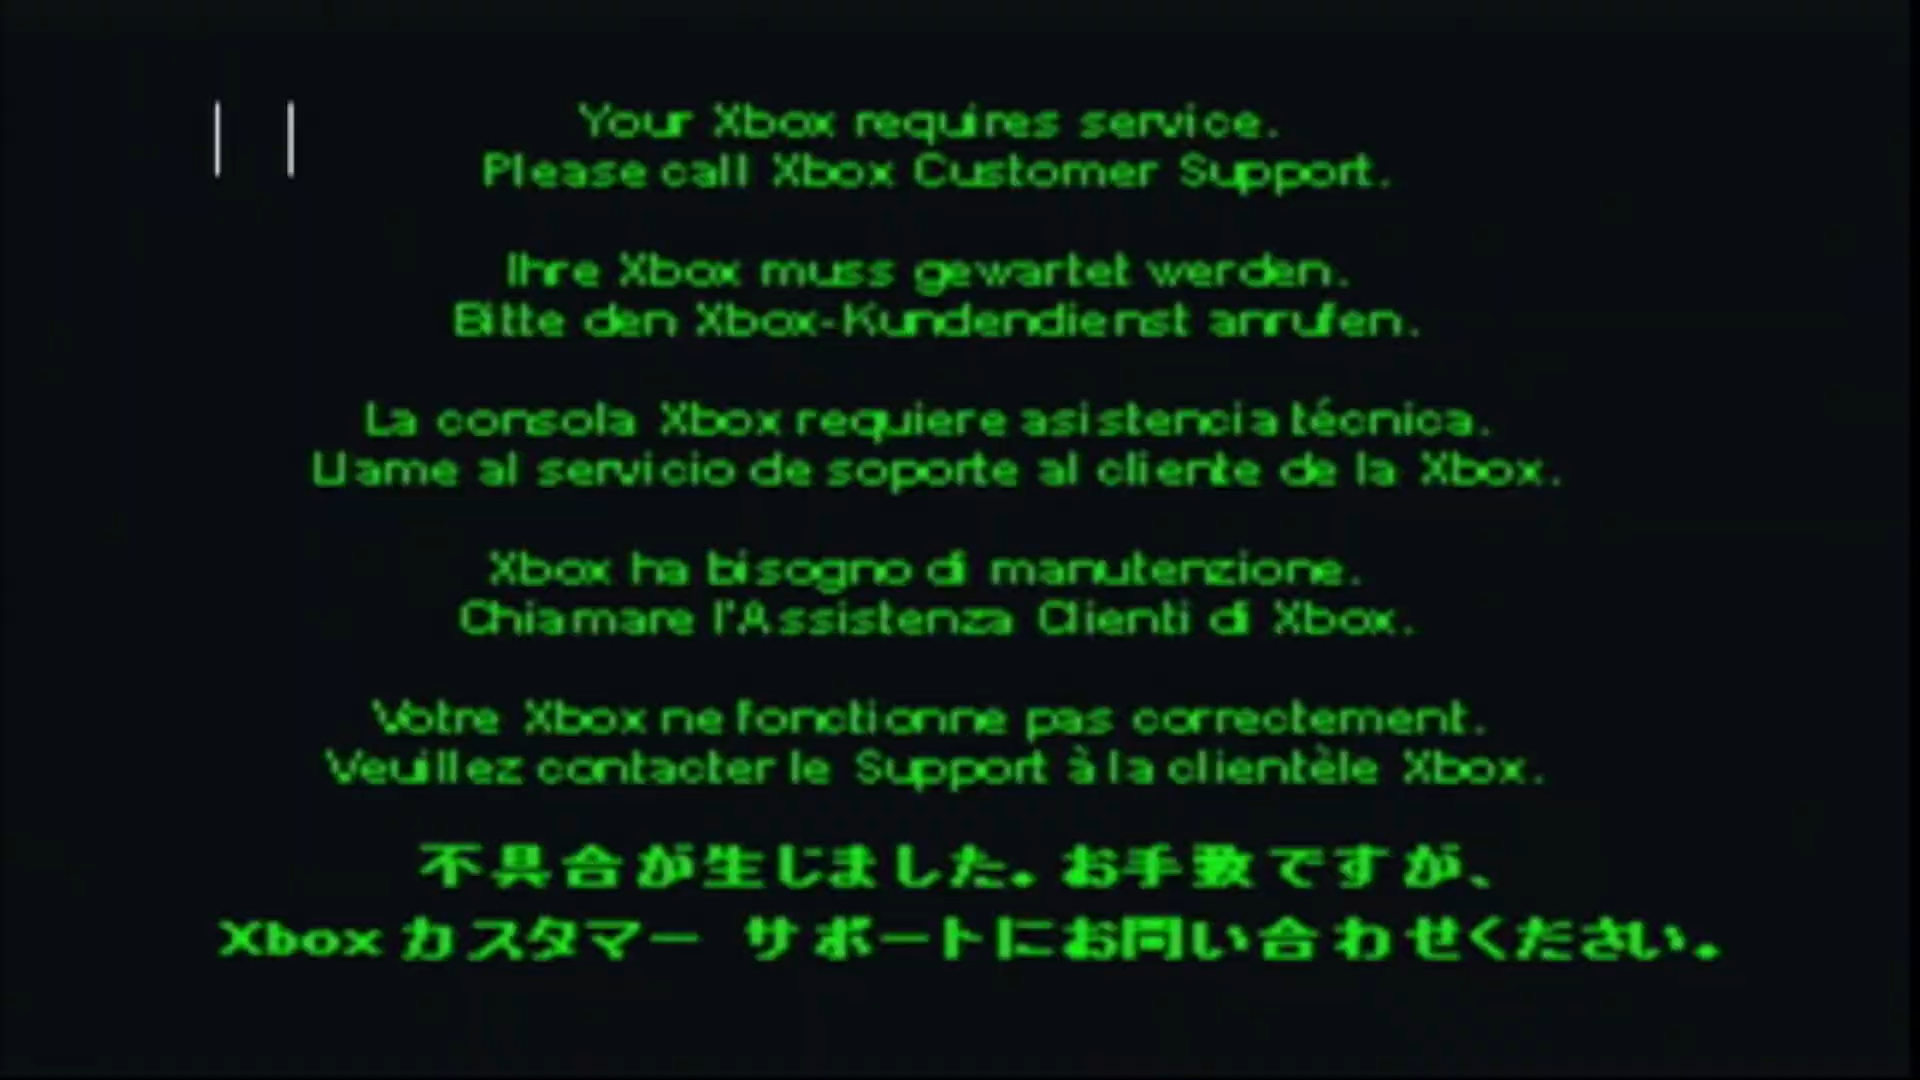 Your Xbox requires service.
Please call Xbox Customer Support.
Ihre Xbox muss gewartet werden.
Bitte den Xbox-Kundendienst anrufen.
La consola Xbox requiere asistencia técnica.
Llame al servicio de soporte al cliente de la Xbox.
Xbox ha bisogno di manutenzione.
Chiamare l'Assistenza Clienti di Xbox.
Votre Xbox ne fonctionne pas correctement.
Veuillez contacter le Support à la clientèle Xbox.
不具合が生じました。お手数ですが、
Xbox カスタマー サポートにお問い合わせください。